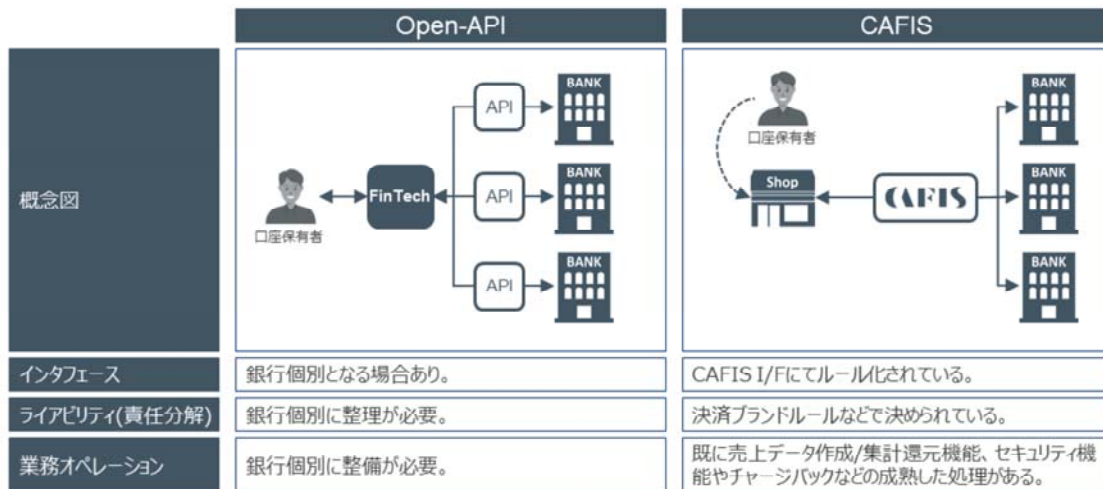 Open-API
CAFIS
概念図
口座保有者
FinTech
API
BANK
API
BANK
API
BANK
口座保有者
Shop
CAFIS
BANK
BANK
BANK
インタフェース
銀行個別となる場合あり。
CAFIS I/Fにてルール化されている。
ライアビリティ(責任分解)
銀行個別に整理が必要。
決済ブランドルールなどで決められている。
業務オペレーション
銀行個別に整備が必要。
既に売上データ作成/集計還元機能、セキュリティ機
能やチャージバックなどの成熟した処理がある。